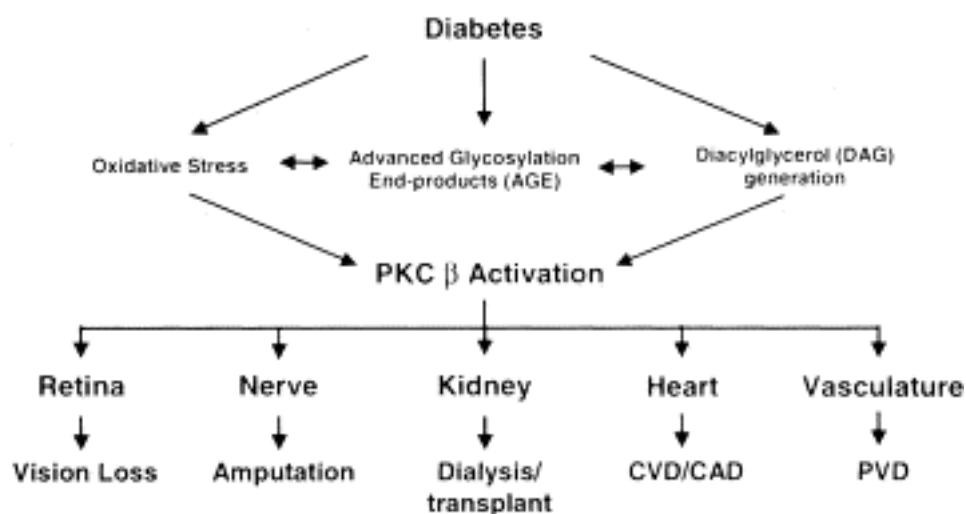 Diabetes
Oxidative Stress
Advanced Glycosylation
End-products (AGE)
Diacylglycerol (DAG)
generation
PKC β Activation
Retina
Nerve
Kidney
Heart
Vasculature
Vision Loss
Amputation
Dialysis/
transplant
CVD/CAD
PVD